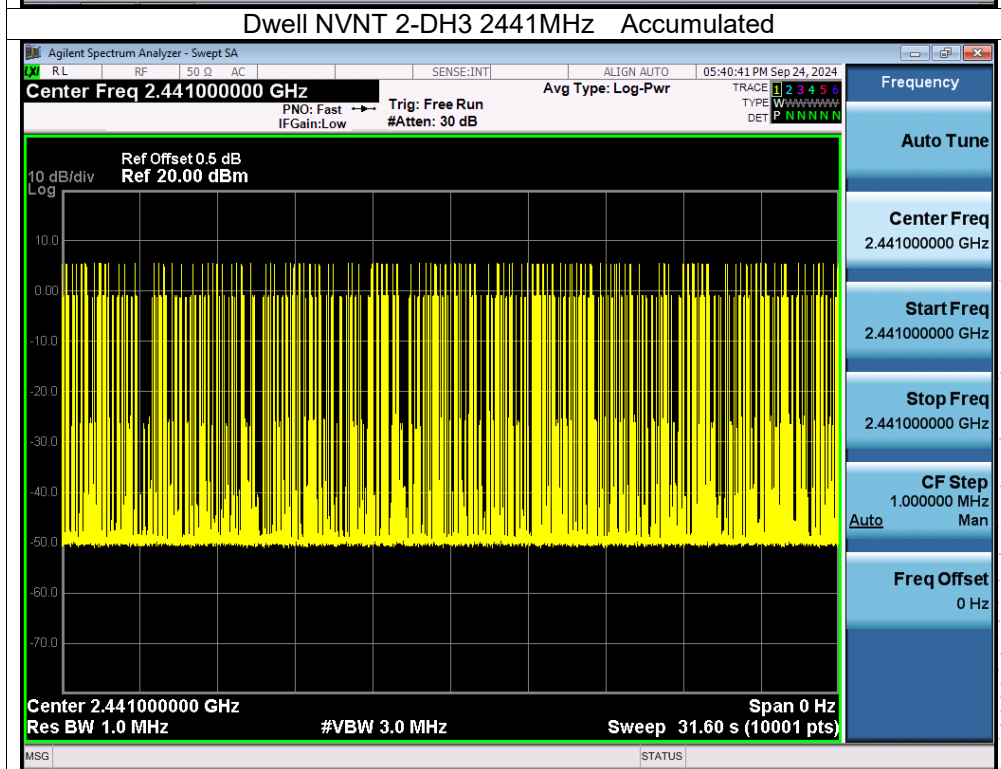 Dwell NVNT 2-DH3 2441MHz Accumulated
Agilent Spectrum Analyzer - Swept SA
LXI RL RF 50 Ω AC SENSE:INT ALIGN AUTO 05:40:41 PM Sep 24, 2024
Center Freq 2.441000000 GHz
PNO: Fast
IFGain:Low
Trig: Free Run
#Atten: 30 dB
Avg Type: Log-Pwr
TRACE 1 2 3 4 5 6
TYPE WWWWWWW
DET P N N N N N
Frequency
Auto Tune
Center Freq
2.441000000 GHz
Start Freq
2.441000000 GHz
Stop Freq
2.441000000 GHz
CF Step
1.000000 MHz
Auto Man
Freq Offset
0 Hz
Ref Offset 0.5 dB
10 dB/div Ref 20.00 dBm
Log
10.0
0.00
-10.0
-20.0
-30.0
-40.0
-50.0
-60.0
-70.0
Center 2.441000000 GHz Span 0 Hz
Res BW 1.0 MHz #VBW 3.0 MHz Sweep 31.60 s (10001 pts)
MSG STATUS